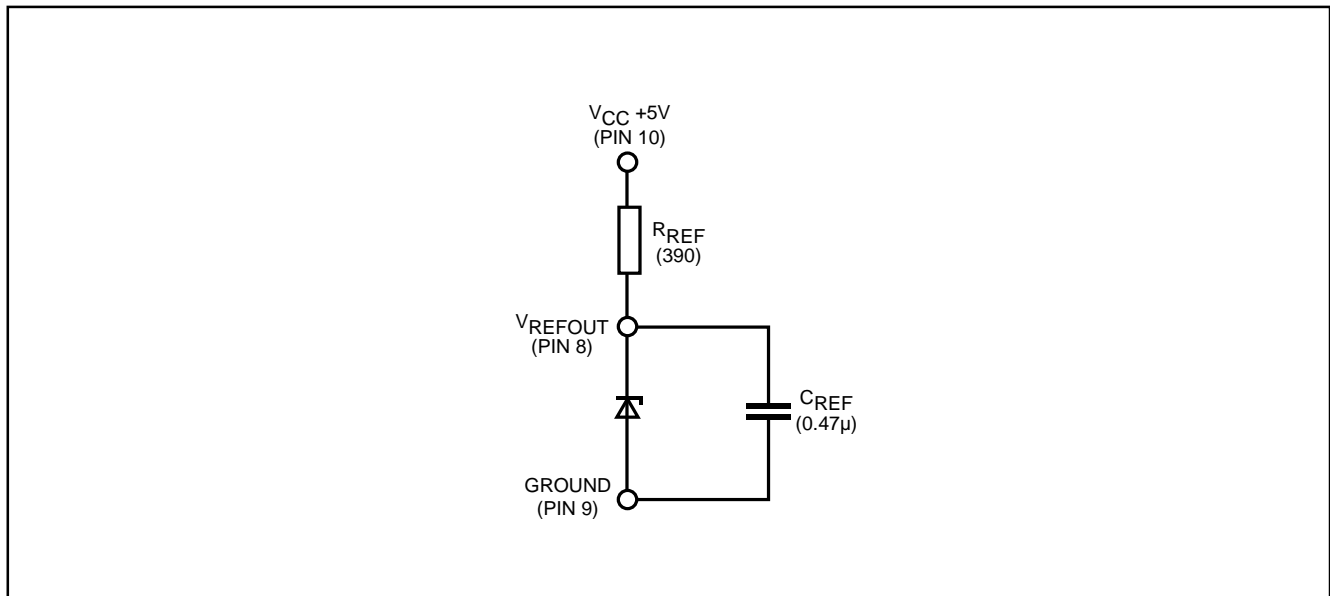 VCC +5V
(PIN 10)
RREF
(390)
VREFOUT
(PIN 8)
CREF
(0.47µ)
GROUND
(PIN 9)